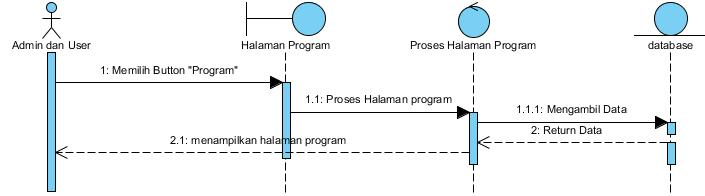 Admin dan User
Halaman Program
Proses Halaman Program
database
1: Memilih Button "Program"
1.1: Proses Halaman program
1.1.1: Mengambil Data
2: Return Data
2.1: menampilkan halaman program